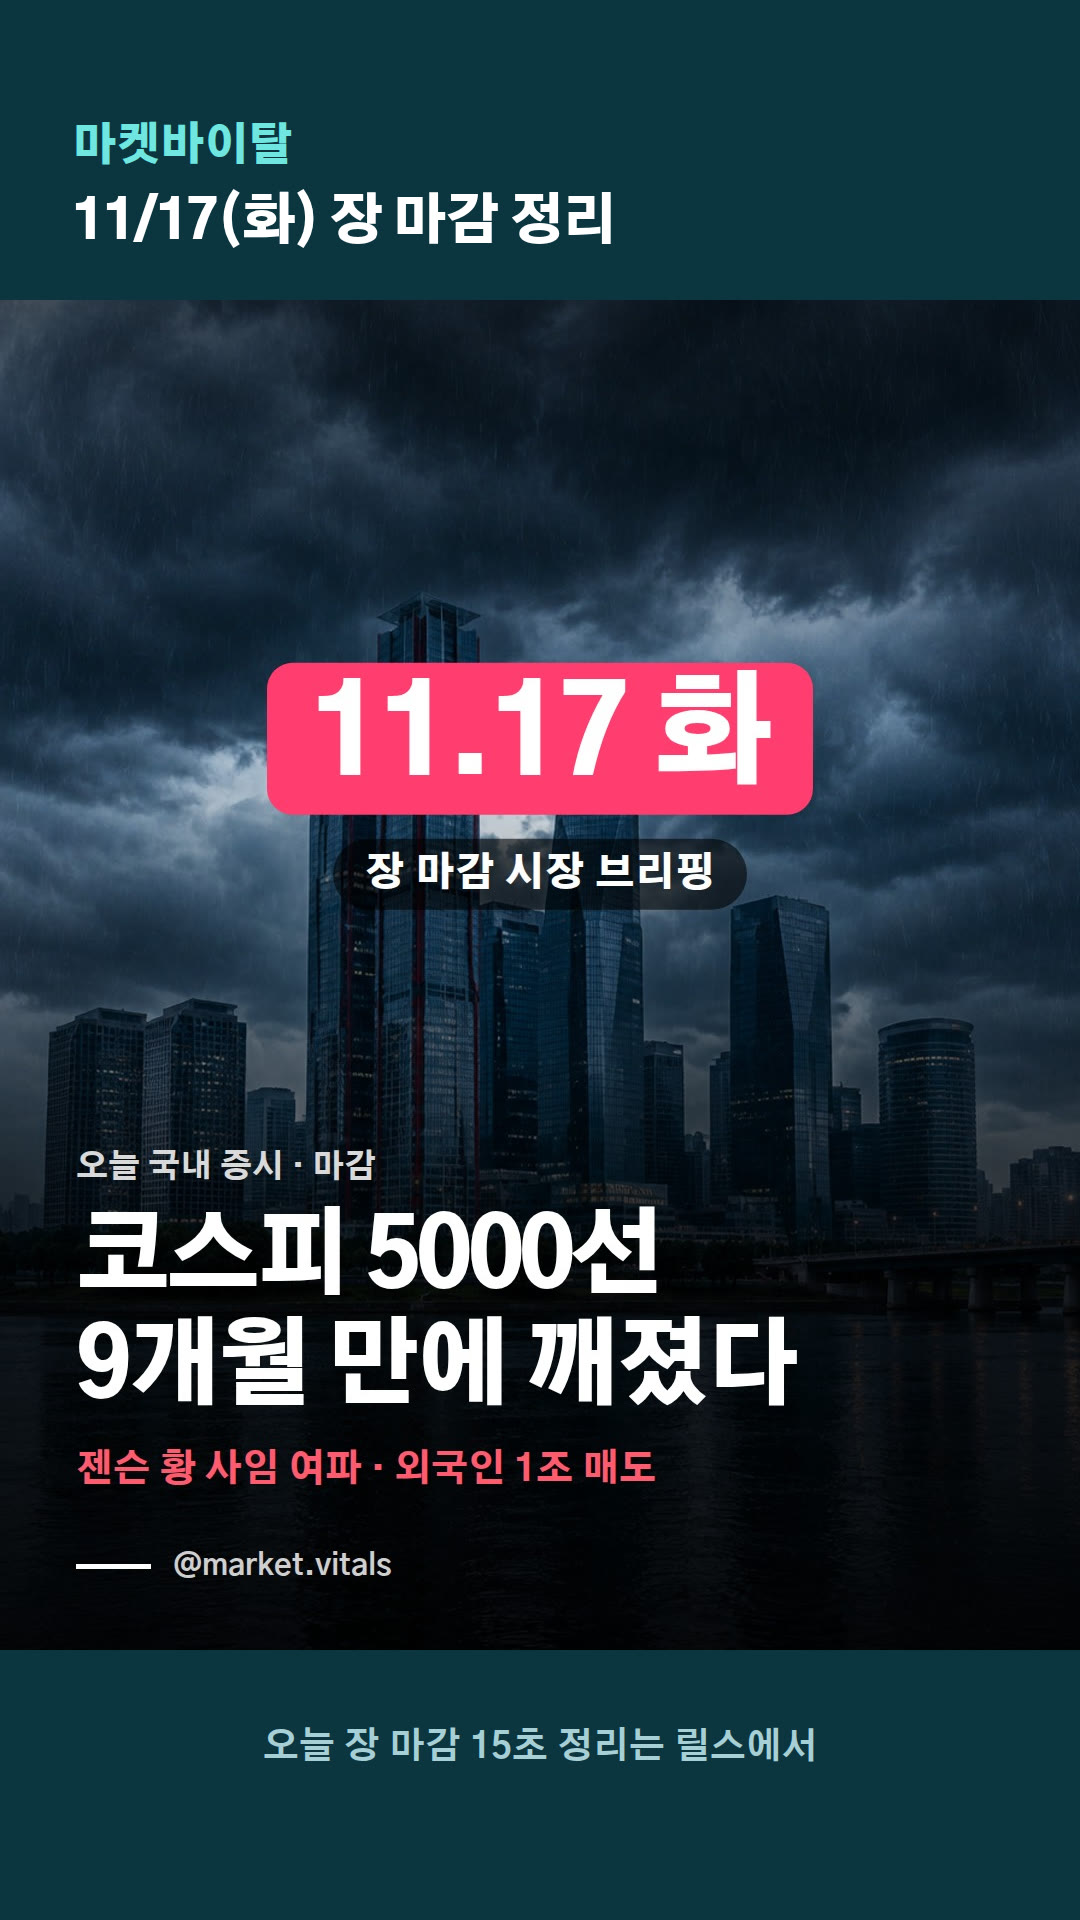 마켓바이탈
11/17(화) 장 마감 정리
11.17 화
장 마감 시장 브리핑
오늘 국내 증시 · 마감
코스피 5000선
9개월 만에 깨졌다
젠슨 황 사임 여파 · 외국인 1조 매도
@market.vitals
오늘 장 마감 15초 정리는 릴스에서